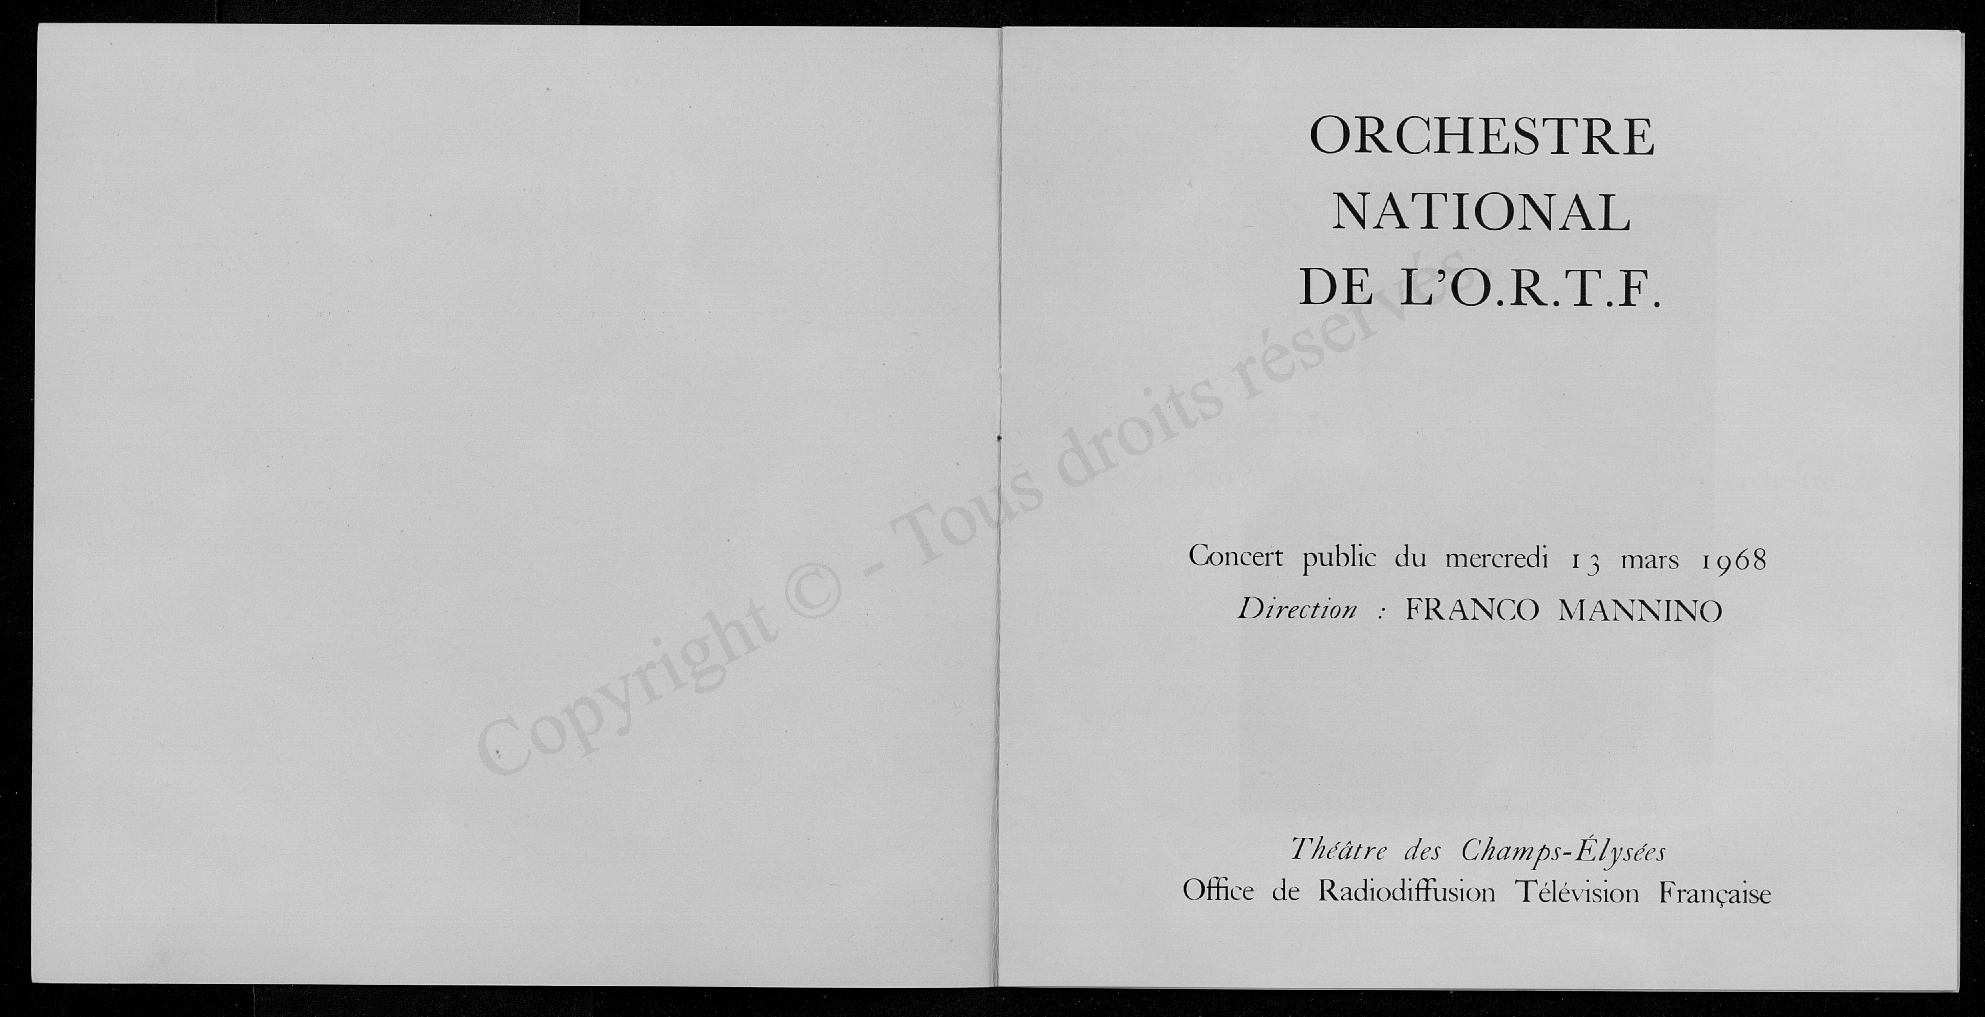 ORCHESTRE
NATIONAL
DE L'O.R.T.F.
Concert public du mercredi 13 mars 1968
Direction : FRANCO MANNINO
Théâtre des Champs-Élysées
Office de Radiodiffusion Télévision Française
Copyright © - Tous droits réservés.